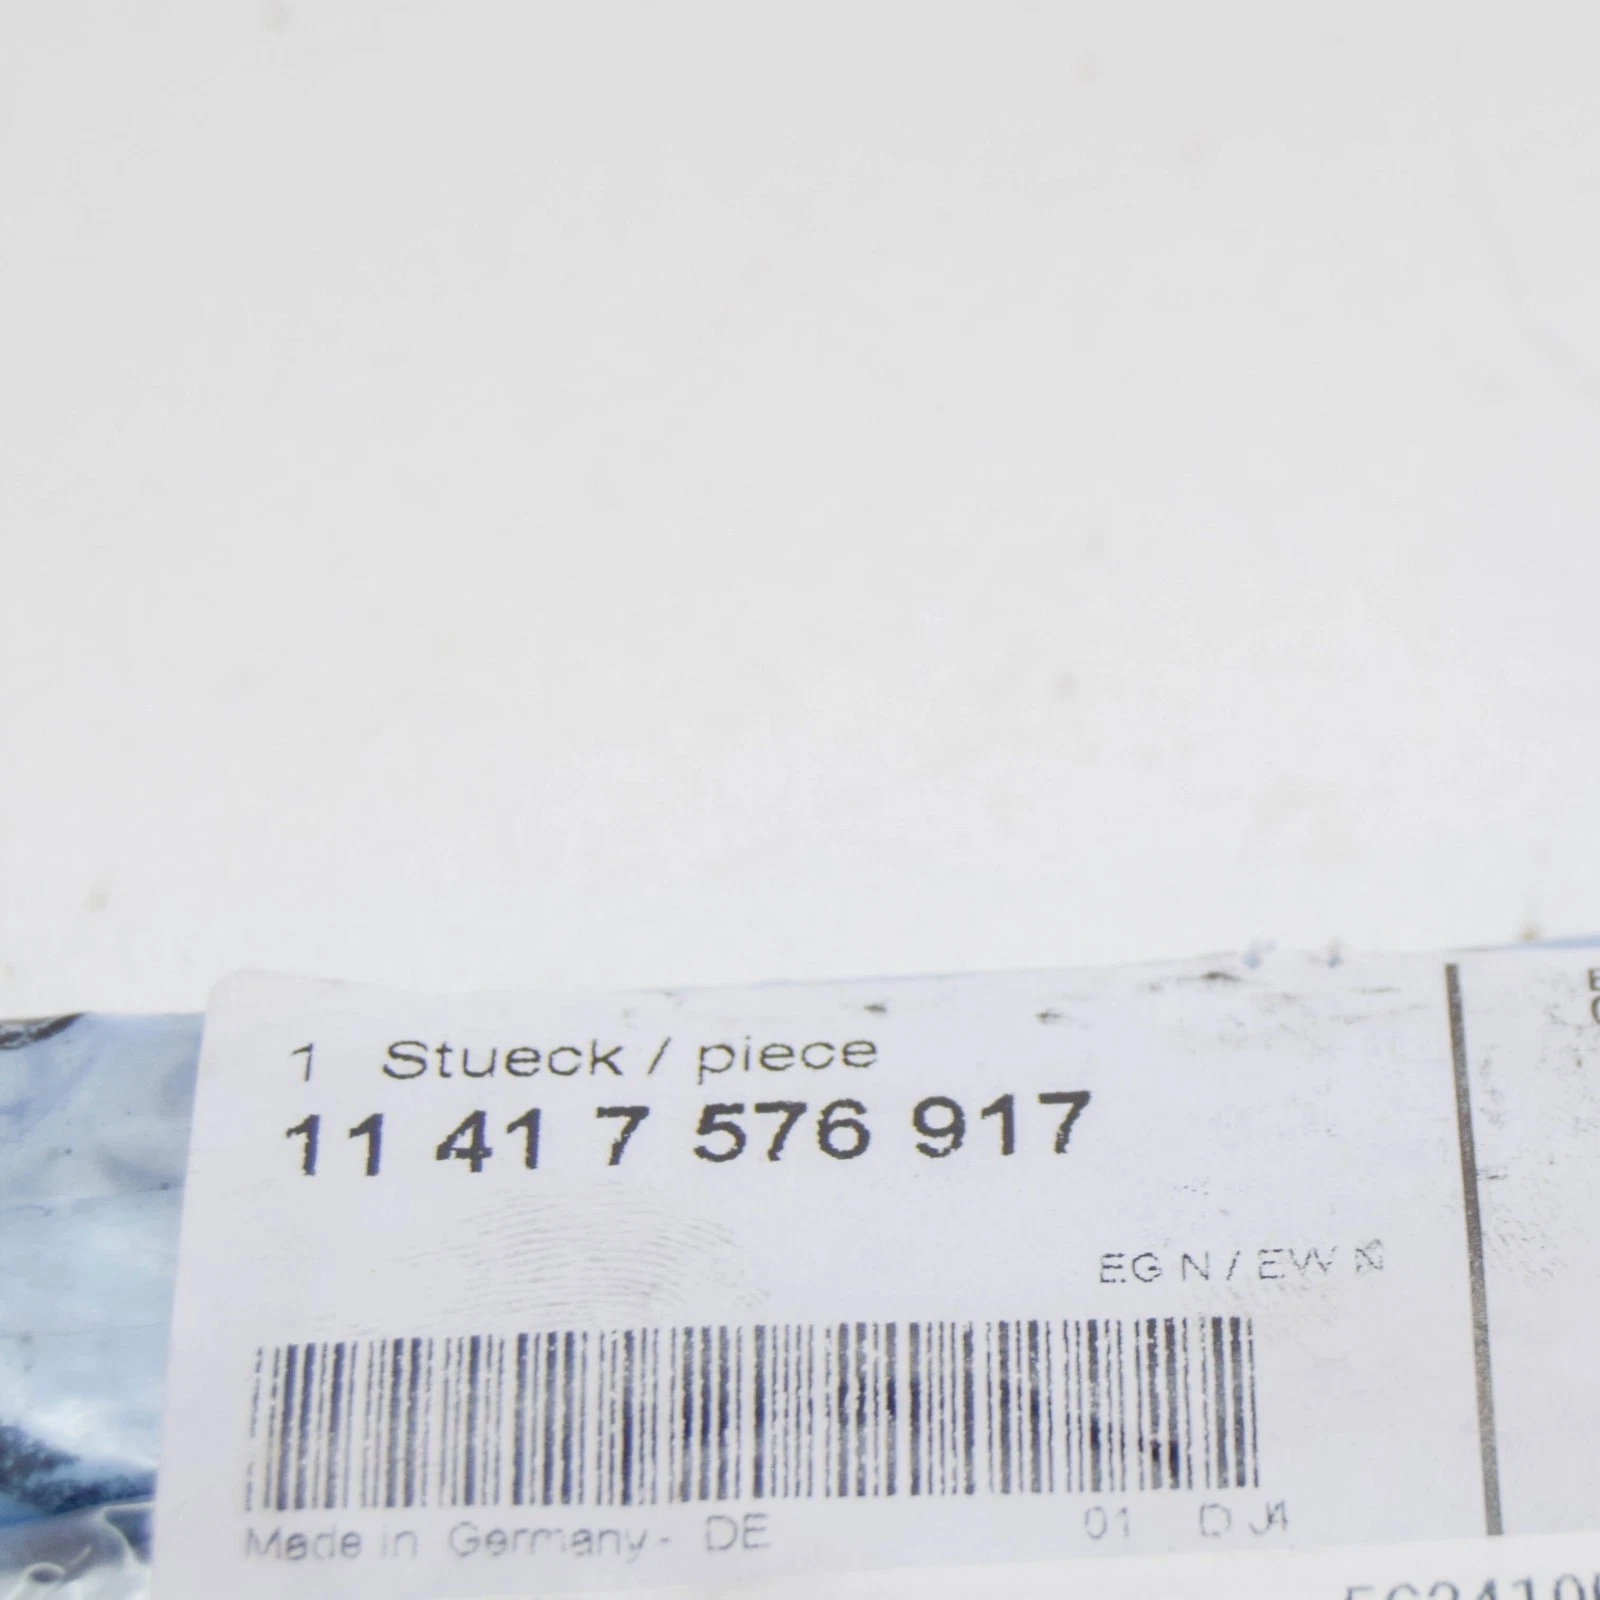 1 Stueck / piece
11 41 7 576 917
EG N / EW N
Made in Germany - DE 01 D J4